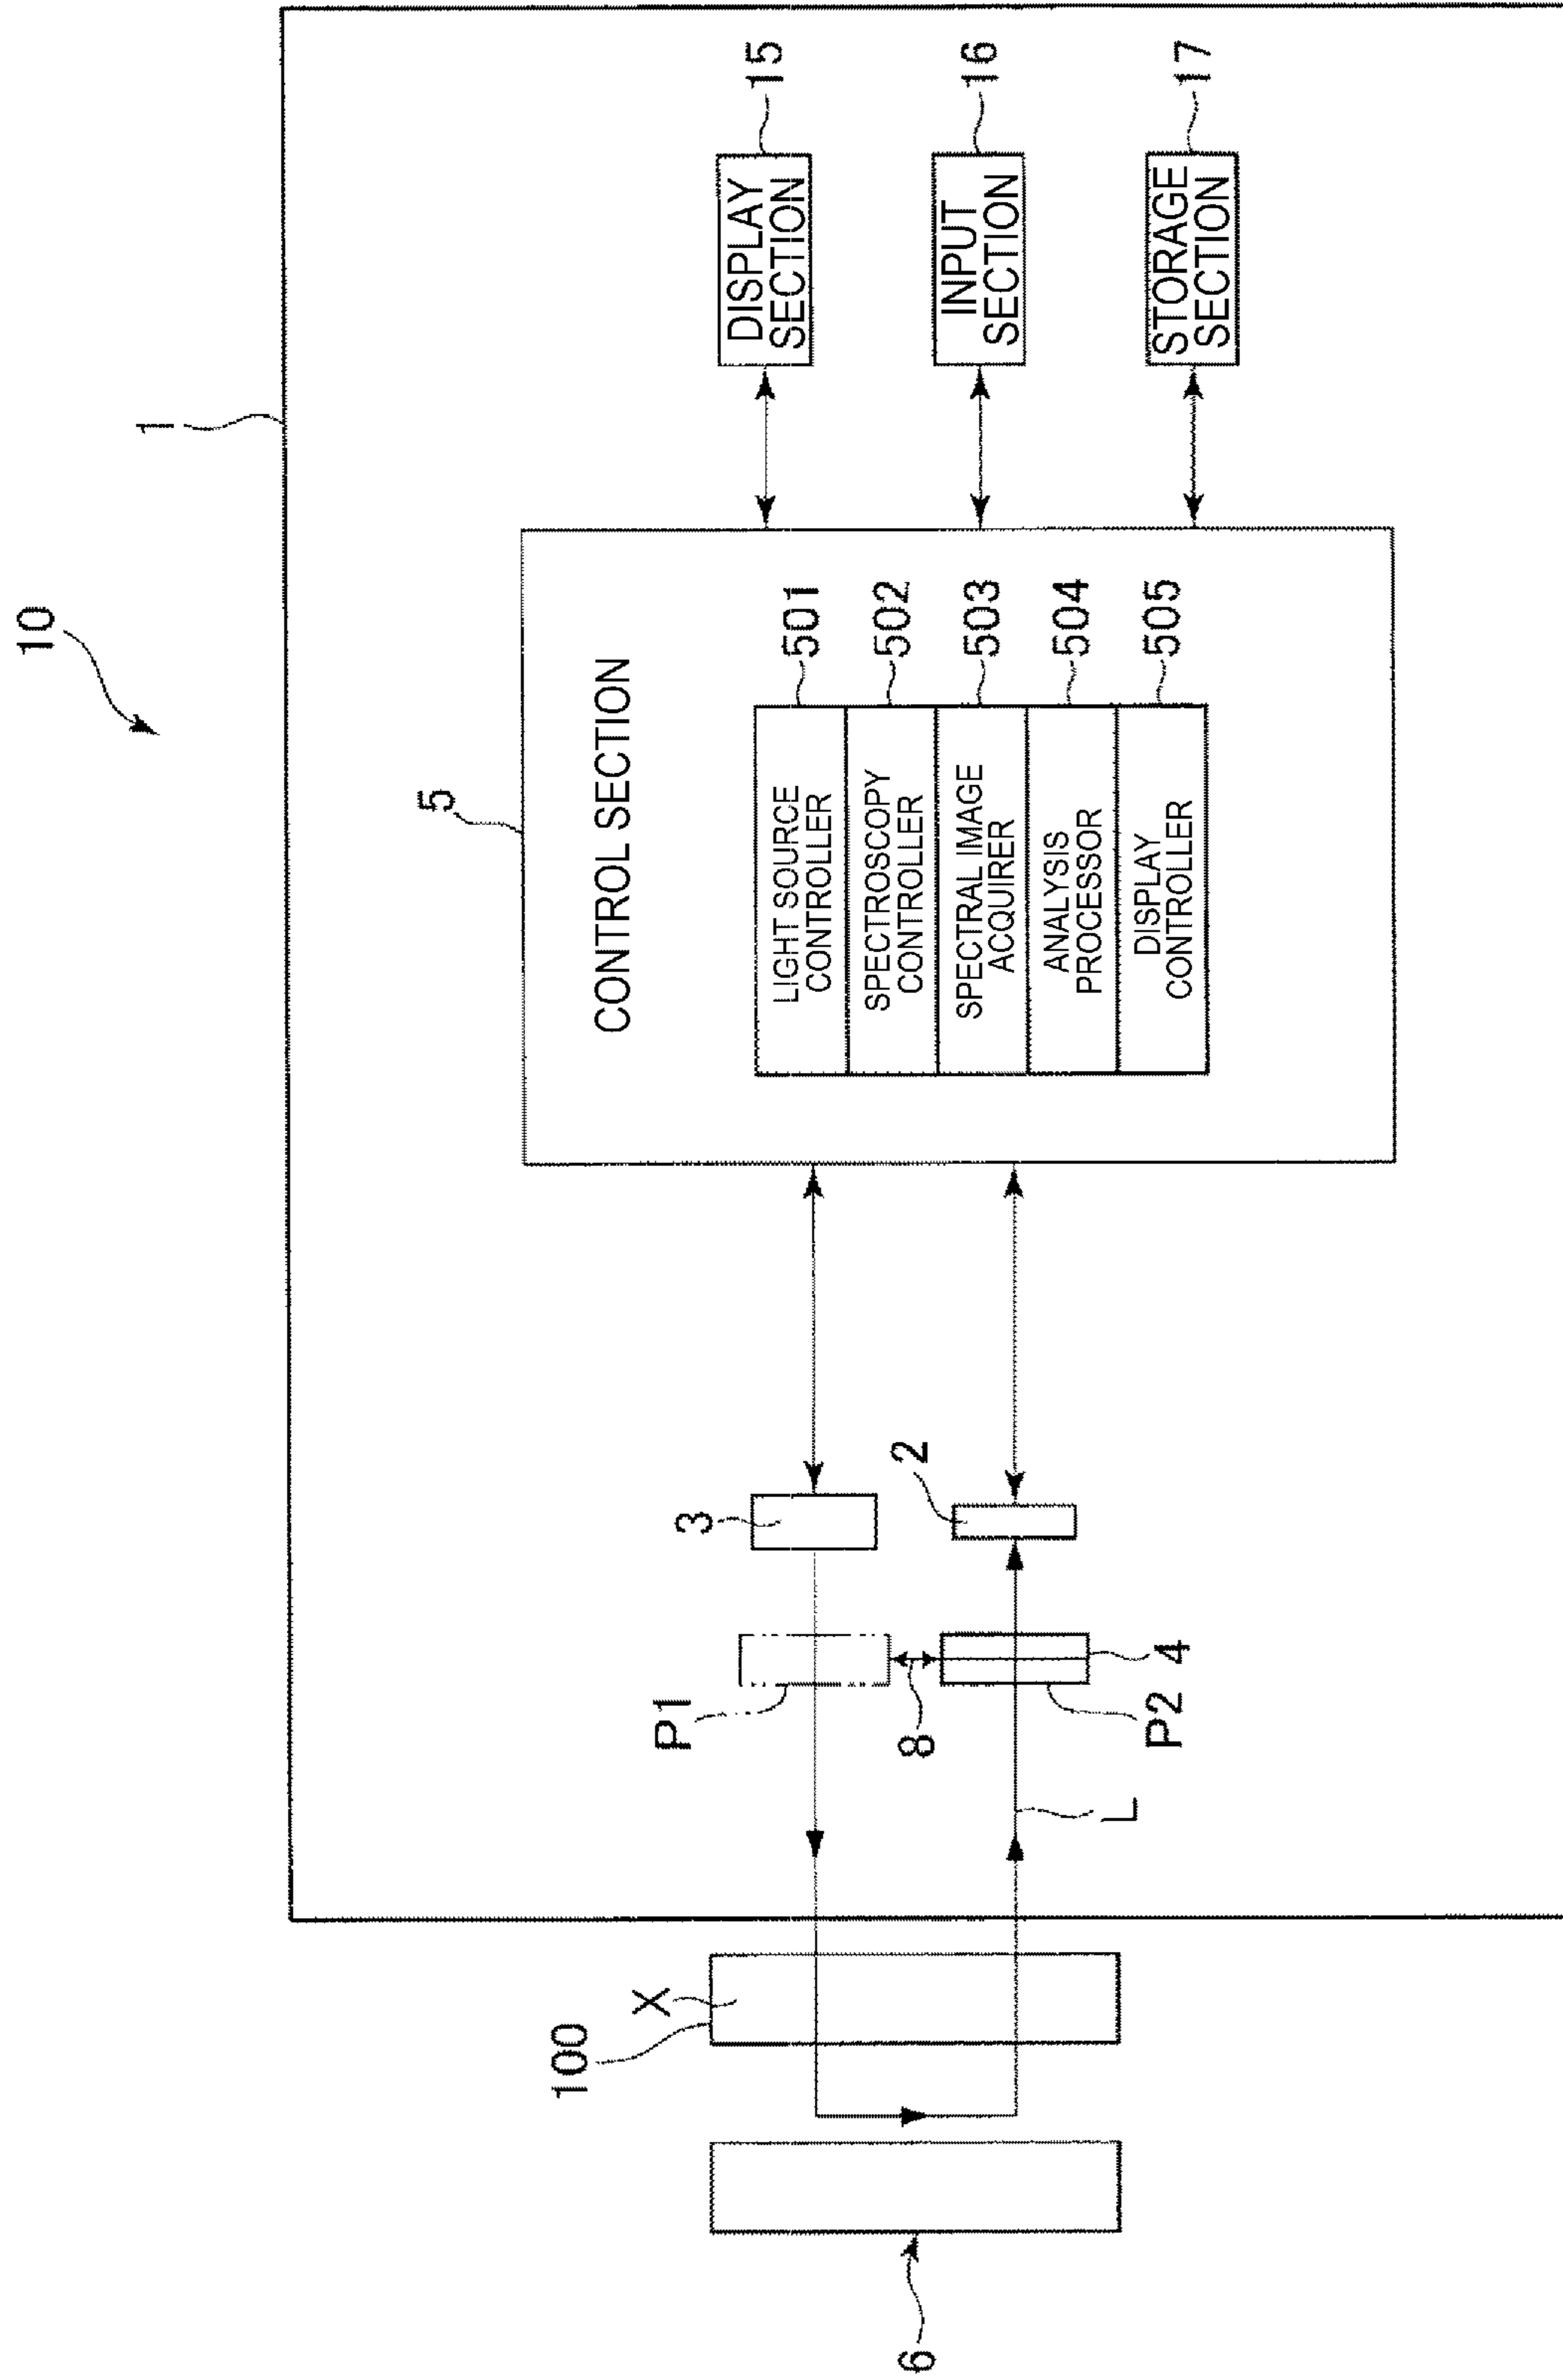 10
1
5
CONTROL SECTION
LIGHT SOURCE
CONTROLLER
501
SPECTROSCOPY
CONTROLLER
502
SPECTRAL IMAGE
ACQUIRER
503
ANALYSIS
PROCESSOR
504
DISPLAY
CONTROLLER
505
DISPLAY
SECTION
15
INPUT
SECTION
16
STORAGE
SECTION
17
3
2
P1
8
4
P2
L
X
100
6